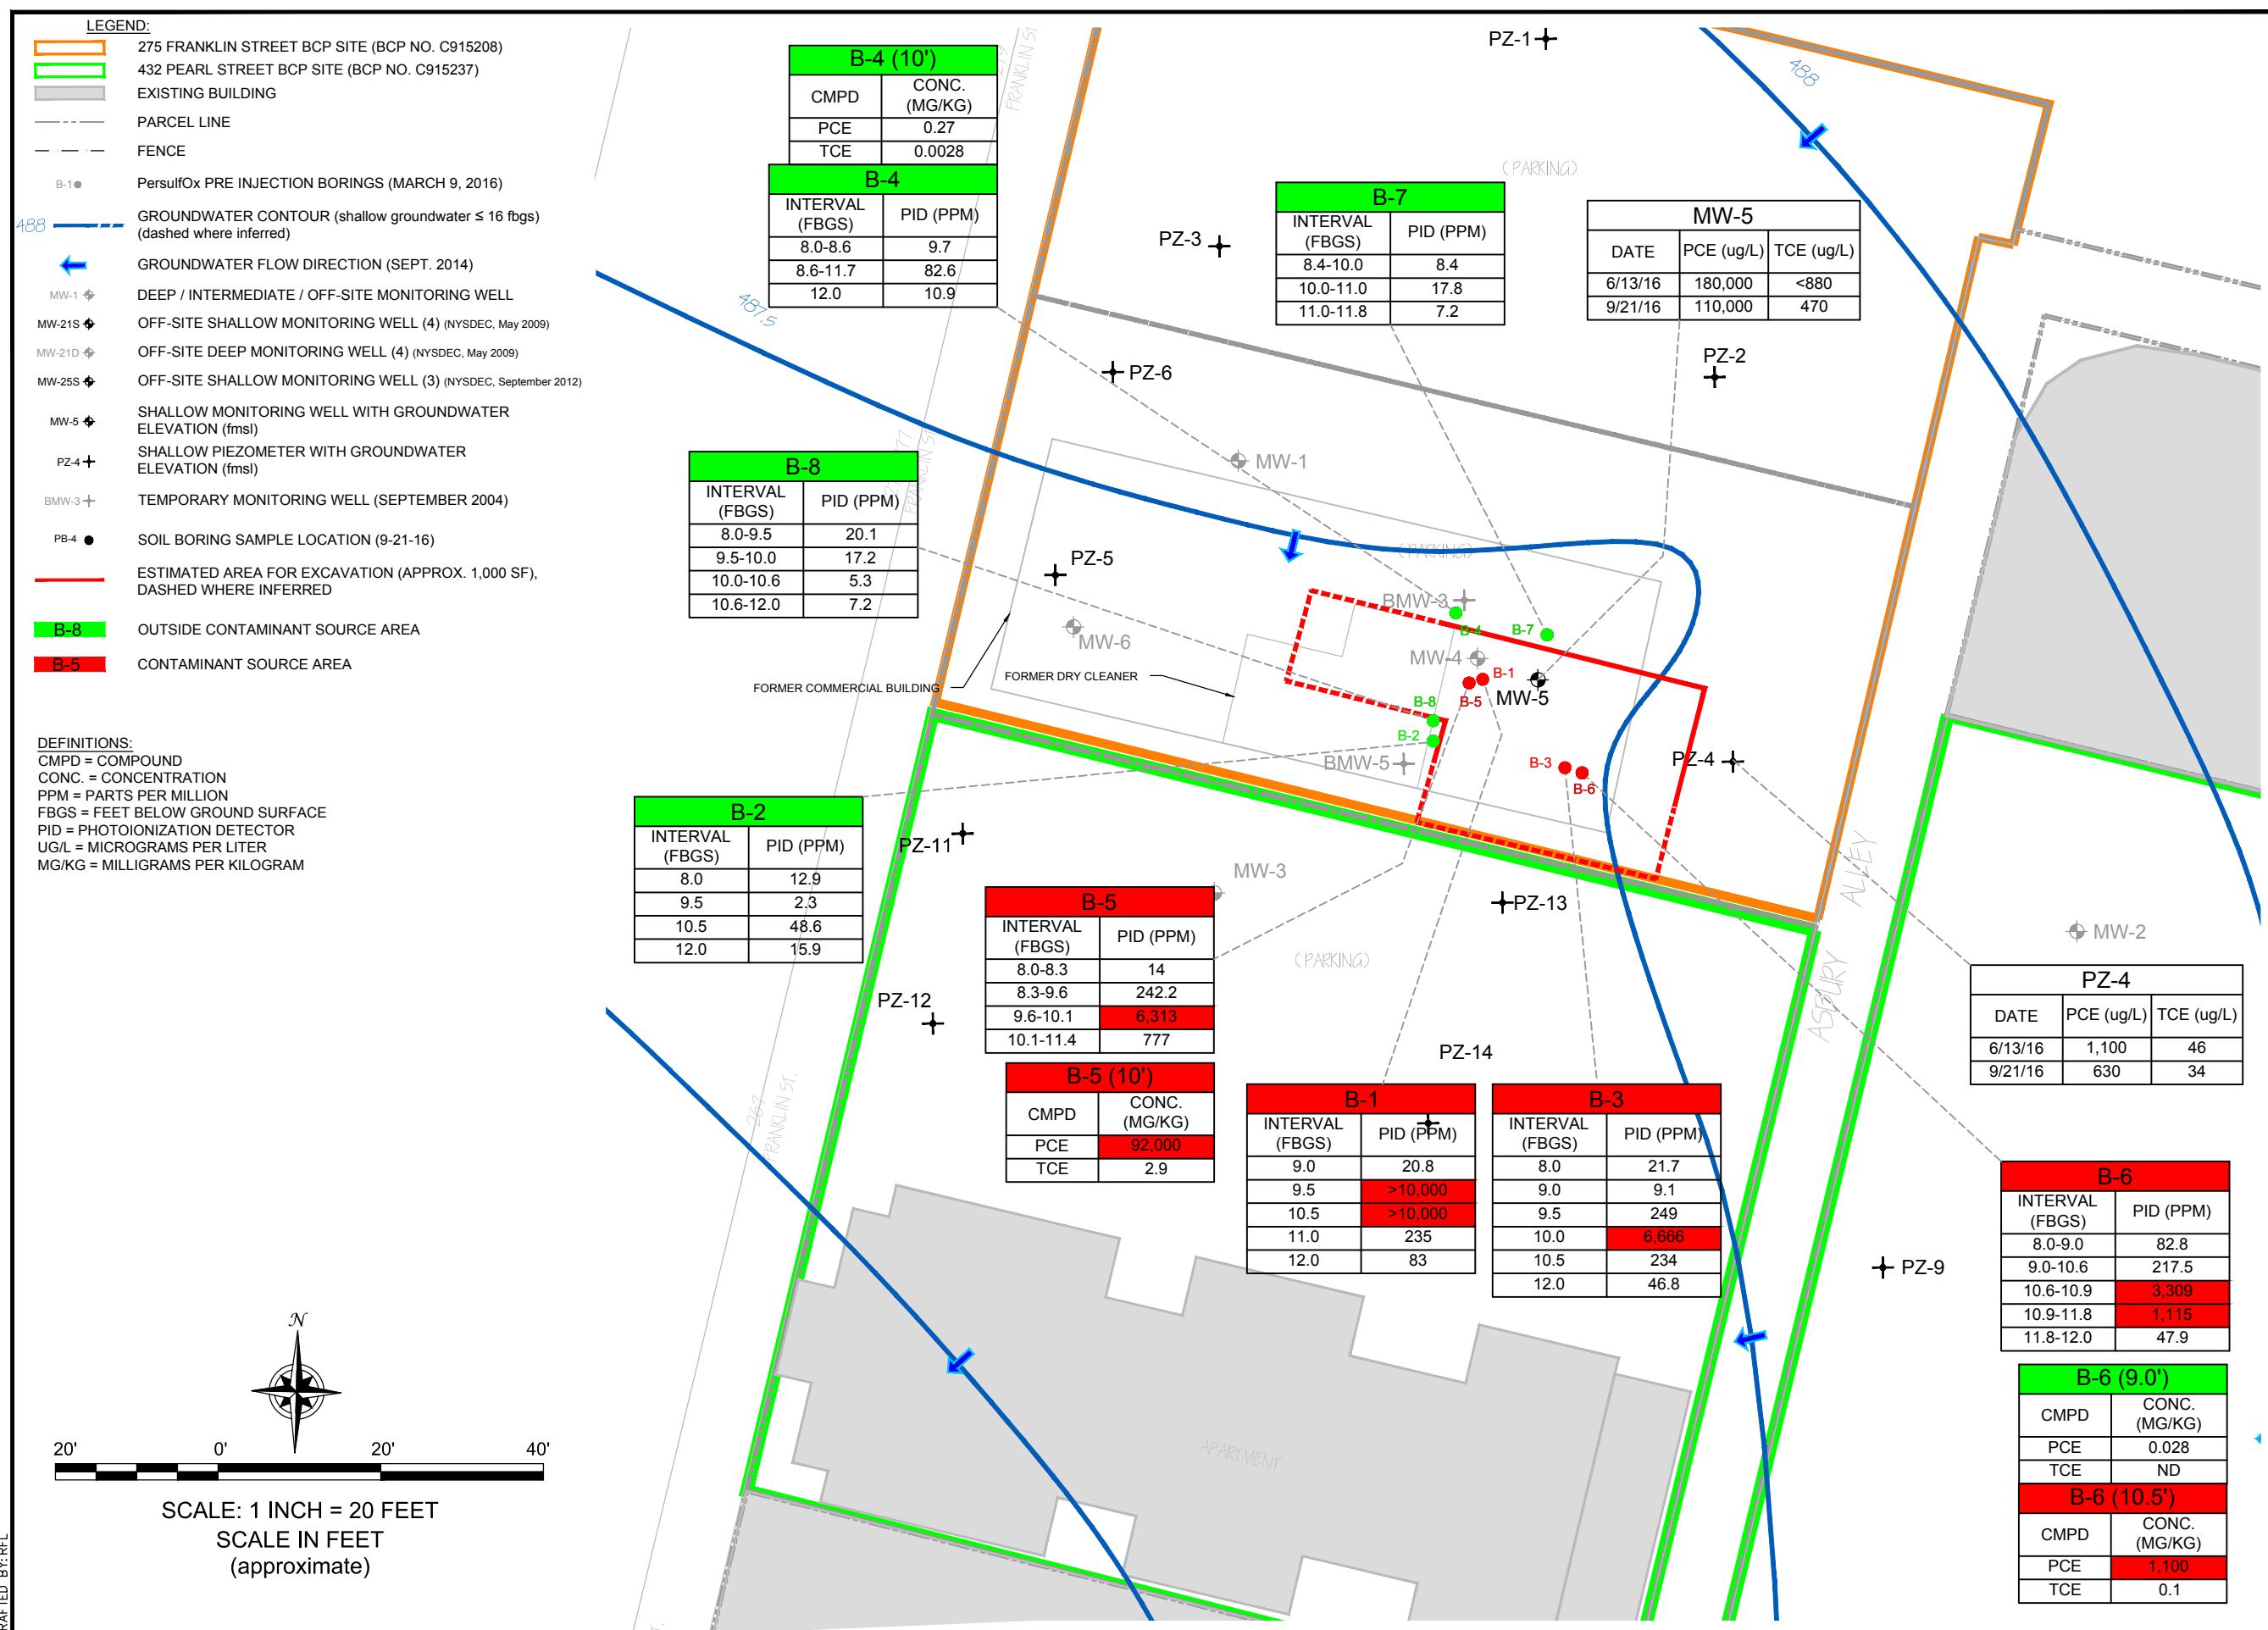 LEGEND:
275 FRANKLIN STREET BCP SITE (BCP NO. C915208)
432 PEARL STREET BCP SITE (BCP NO. C915237)
EXISTING BUILDING
PARCEL LINE
FENCE
B-1 PersulfOx PRE INJECTION BORINGS (MARCH 9, 2016)
488 GROUNDWATER CONTOUR (shallow groundwater ≤ 16 fbgs)
(dashed where inferred)
GROUNDWATER FLOW DIRECTION (SEPT. 2014)
MW-1 DEEP / INTERMEDIATE / OFF-SITE MONITORING WELL
MW-21S OFF-SITE SHALLOW MONITORING WELL (4) (NYSDEC, May 2009)
MW-21D OFF-SITE DEEP MONITORING WELL (4) (NYSDEC, May 2009)
MW-25S OFF-SITE SHALLOW MONITORING WELL (3) (NYSDEC, September 2012)
MW-5 SHALLOW MONITORING WELL WITH GROUNDWATER
ELEVATION (fmsl)
PZ-4 SHALLOW PIEZOMETER WITH GROUNDWATER
ELEVATION (fmsl)
BMW-3 TEMPORARY MONITORING WELL (SEPTEMBER 2004)
PB-4 SOIL BORING SAMPLE LOCATION (9-21-16)
ESTIMATED AREA FOR EXCAVATION (APPROX. 1,000 SF),
DASHED WHERE INFERRED
B-8 OUTSIDE CONTAMINANT SOURCE AREA
B-5 CONTAMINANT SOURCE AREA
DEFINITIONS:
CMPD = COMPOUND
CONC. = CONCENTRATION
PPM = PARTS PER MILLION
FBGS = FEET BELOW GROUND SURFACE
PID = PHOTOIONIZATION DETECTOR
UG/L = MICROGRAMS PER LITER
MG/KG = MILLIGRAMS PER KILOGRAM
N
20' 0' 20' 40'
SCALE: 1 INCH = 20 FEET
SCALE IN FEET
(approximate)
B-4 (10')
CMPD CONC. (MG/KG)
PCE 0.27
TCE 0.0028
B-4
INTERVAL (FBGS) PID (PPM)
8.0-8.6 9.7
8.6-11.7 82.6
12.0 10.9
B-7
INTERVAL (FBGS) PID (PPM)
8.4-10.0 8.4
10.0-11.0 17.8
11.0-11.8 7.2
MW-5
DATE PCE (ug/L) TCE (ug/L)
6/13/16 180,000 <880
9/21/16 110,000 470
B-8
INTERVAL (FBGS) PID (PPM)
8.0-9.5 20.1
9.5-10.0 17.2
10.0-10.6 5.3
10.6-12.0 7.2
B-2
INTERVAL (FBGS) PID (PPM)
8.0 12.9
9.5 2.3
10.5 48.6
12.0 15.9
B-5
INTERVAL (FBGS) PID (PPM)
8.0-8.3 14
8.3-9.6 242.2
9.6-10.1 6,313
10.1-11.4 777
B-5 (10')
CMPD CONC. (MG/KG)
PCE 92,000
TCE 2.9
B-1
INTERVAL (FBGS) PID (PPM)
9.0 20.8
9.5 >10,000
10.5 >10,000
11.0 235
12.0 83
B-3
INTERVAL (FBGS) PID (PPM)
8.0 21.7
9.0 9.1
9.5 249
10.0 6,666
10.5 234
12.0 46.8
PZ-4
DATE PCE (ug/L) TCE (ug/L)
6/13/16 1,100 46
9/21/16 630 34
B-6
INTERVAL (FBGS) PID (PPM)
8.0-9.0 82.8
9.0-10.6 217.5
10.6-10.9 3,309
10.9-11.8 1,115
11.8-12.0 47.9
B-6 (9.0')
CMPD CONC. (MG/KG)
PCE 0.028
TCE ND
B-6 (10.5')
CMPD CONC. (MG/KG)
PCE 1,100
TCE 0.1
PZ-1
488
(PARKING)
PZ-3
487.5
PZ-6
PZ-2
FRANKLIN ST
MW-1
PZ-5
(PARKING)
BMW-3
B-4
B-7
MW-6
MW-4
B-1
B-5
MW-5
FORMER COMMERCIAL BUILDING
FORMER DRY CLEANER
B-8
B-2
BMW-5
B-3
B-6
PZ-4
PZ-11
MW-3
PZ-13
ASBURY ALLEY
MW-2
(PARKING)
PZ-12
PZ-14
267
FRANKLIN ST.
PZ-9
APARTMENT